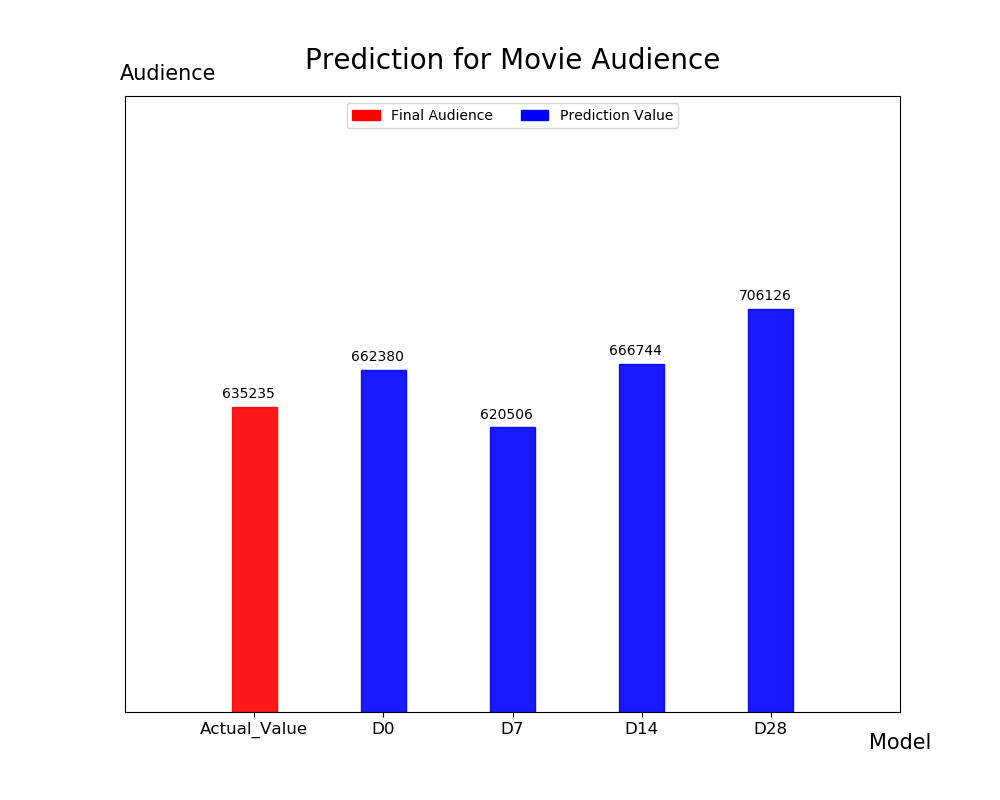 Prediction for Movie Audience
Audience
Final Audience Prediction Value
706126
666744
662380
635235
620506
Actual_Value D0 D7 D14 D28
Model